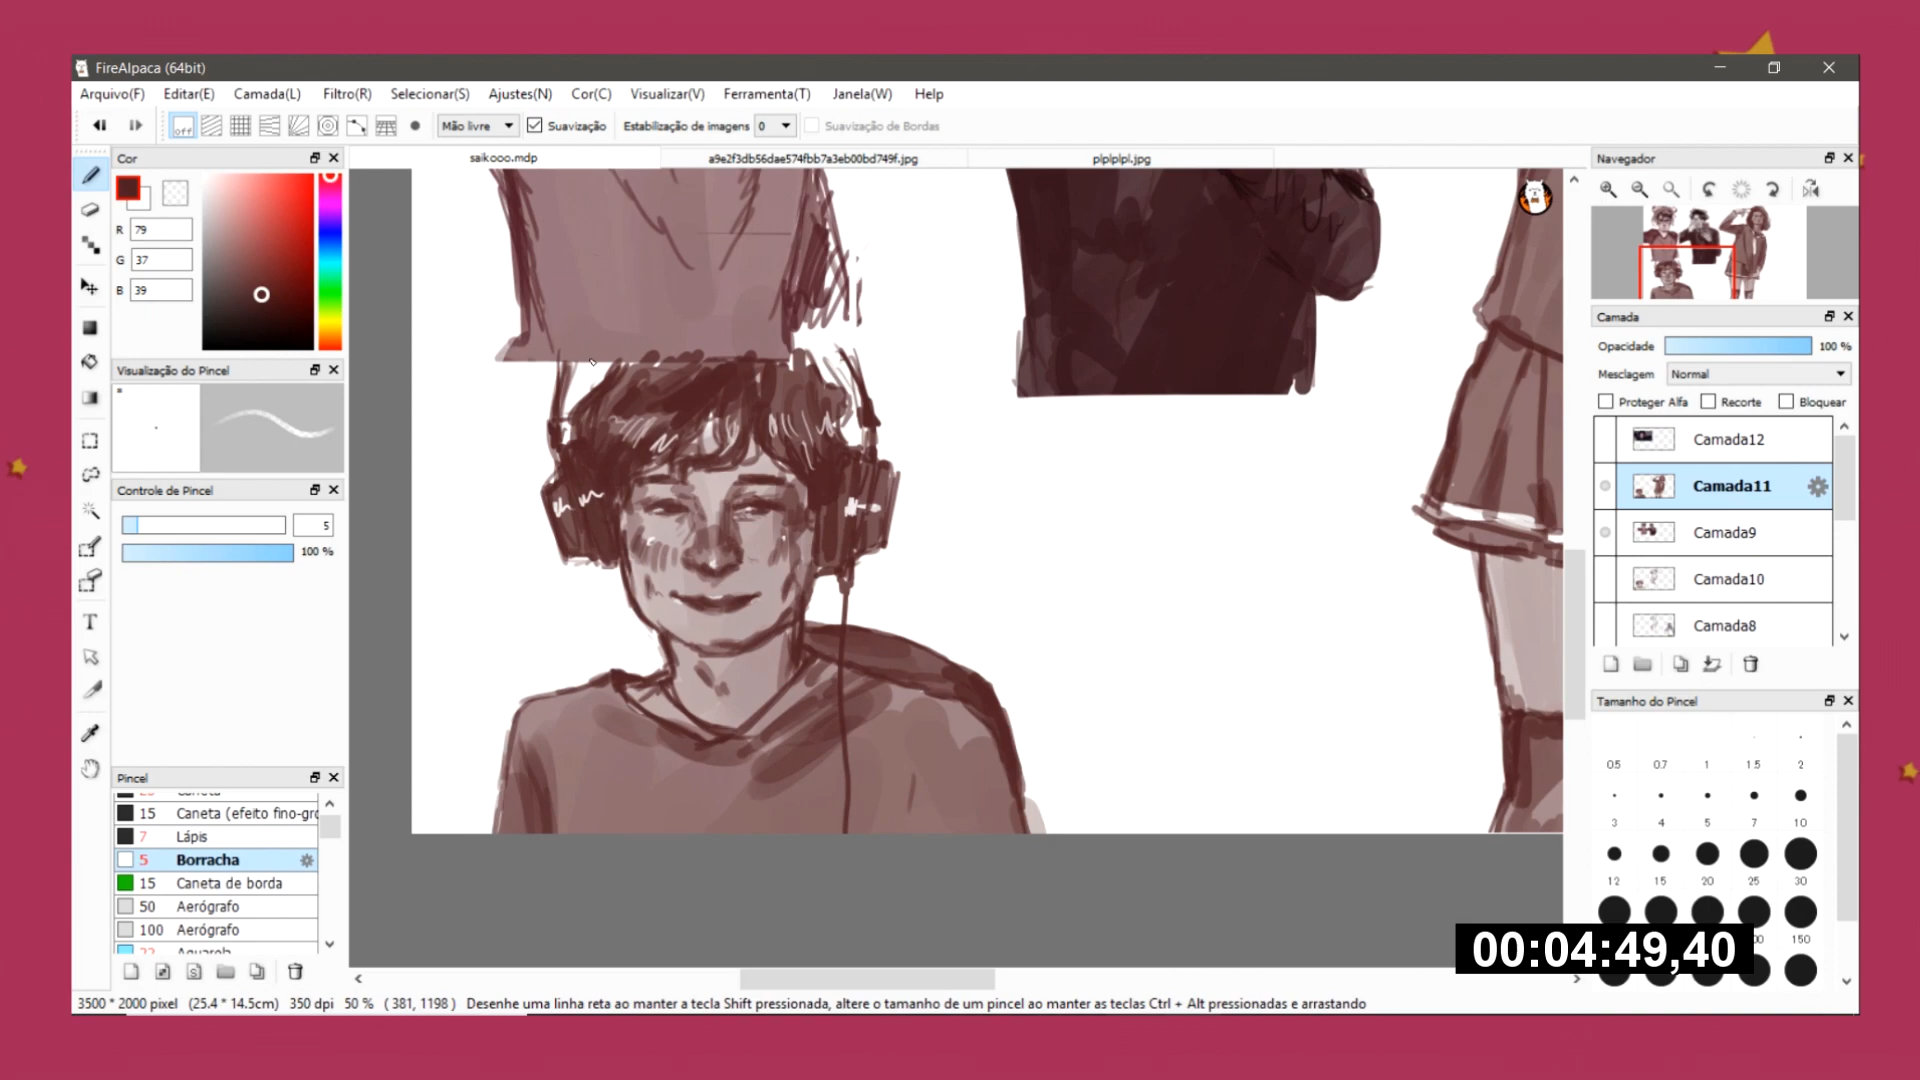 FireAlpaca (64bit)
Arquivo(F) Editar(E) Camada(L) Filtro(R) Selecionar(S) Ajustes(N) Cor(C) Visualizar(V) Ferramenta(T) Janela(W) Help
off Mão livre Suavização Estabilização de imagens 0 Suavização de Bordas
Cor
R 79
G 37
B 39
Visualização do Pincel
Controle de Pincel
5
100 %
Pincel
15 Caneta (efeito fino-gro
7 Lápis
5 Borracha
15 Caneta de borda
50 Aerógrafo
100 Aerógrafo
saikooo.mdp a9e2f3db56dae574fbb7a3eb00bd749f.jpg plplplpl.jpg
Navegador
Camada
Opacidade 100 %
Mesclagem Normal
Proteger Alfa Recorte Bloquear
Camada12
Camada11
Camada9
Camada10
Camada8
Tamanho do Pincel
0.5 0.7 1 1.5 2
3 4 5 7 10
12 15 20 25 30
150
00:04:49,40
3500 * 2000 pixel (25.4 * 14.5cm) 350 dpi 50 % ( 381, 1198 ) Desenhe uma linha reta ao manter a tecla Shift pressionada, altere o tamanho de um pincel ao manter as teclas Ctrl + Alt pressionadas e arrastando